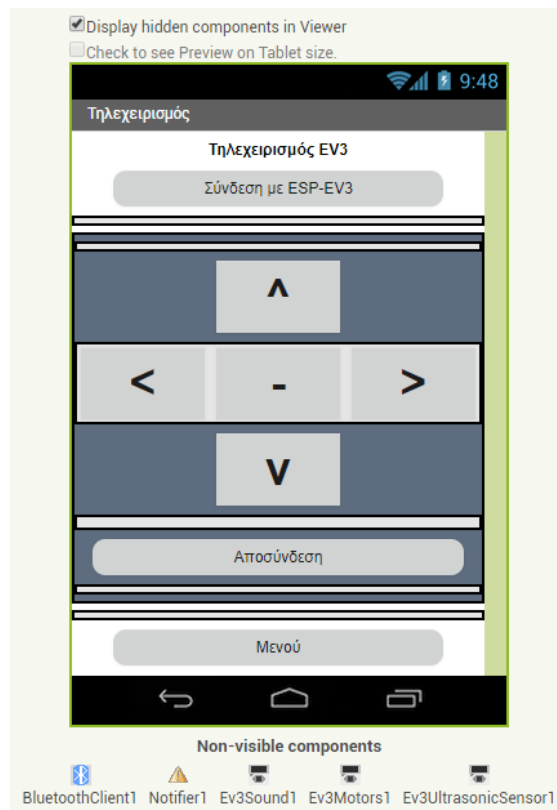 Display hidden components in Viewer
Check to see Preview on Tablet size.
9:48
Τηλεχειρισμός
Τηλεχειρισμός EV3
Σύνδεση με ESP-EV3
^
< - >
v
Αποσύνδεση
Μενού
Non-visible components
BluetoothClient1 Notifier1 Ev3Sound1 Ev3Motors1 Ev3UltrasonicSensor1